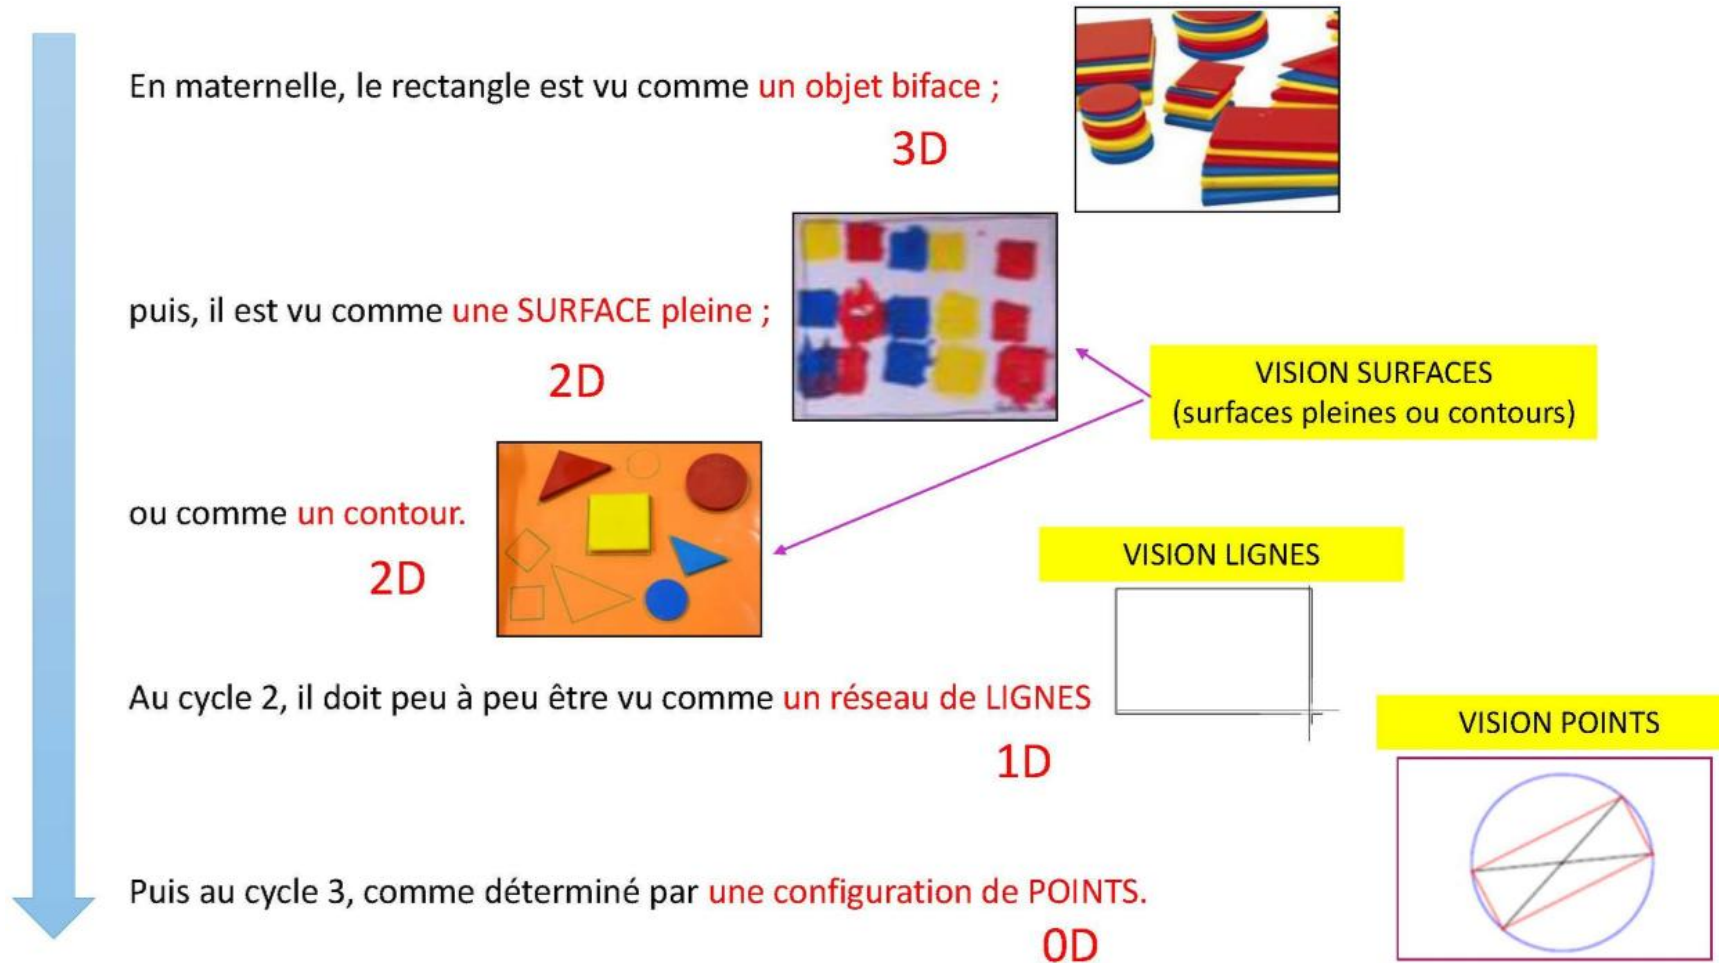 En maternelle, le rectangle est vu comme un objet biface ;
3D
puis, il est vu comme une SURFACE pleine ;
2D
VISION SURFACES
(surfaces pleines ou contours)
ou comme un contour.
2D
VISION LIGNES
Au cycle 2, il doit peu à peu être vu comme un réseau de LIGNES
1D
VISION POINTS
Puis au cycle 3, comme déterminé par une configuration de POINTS.
0D